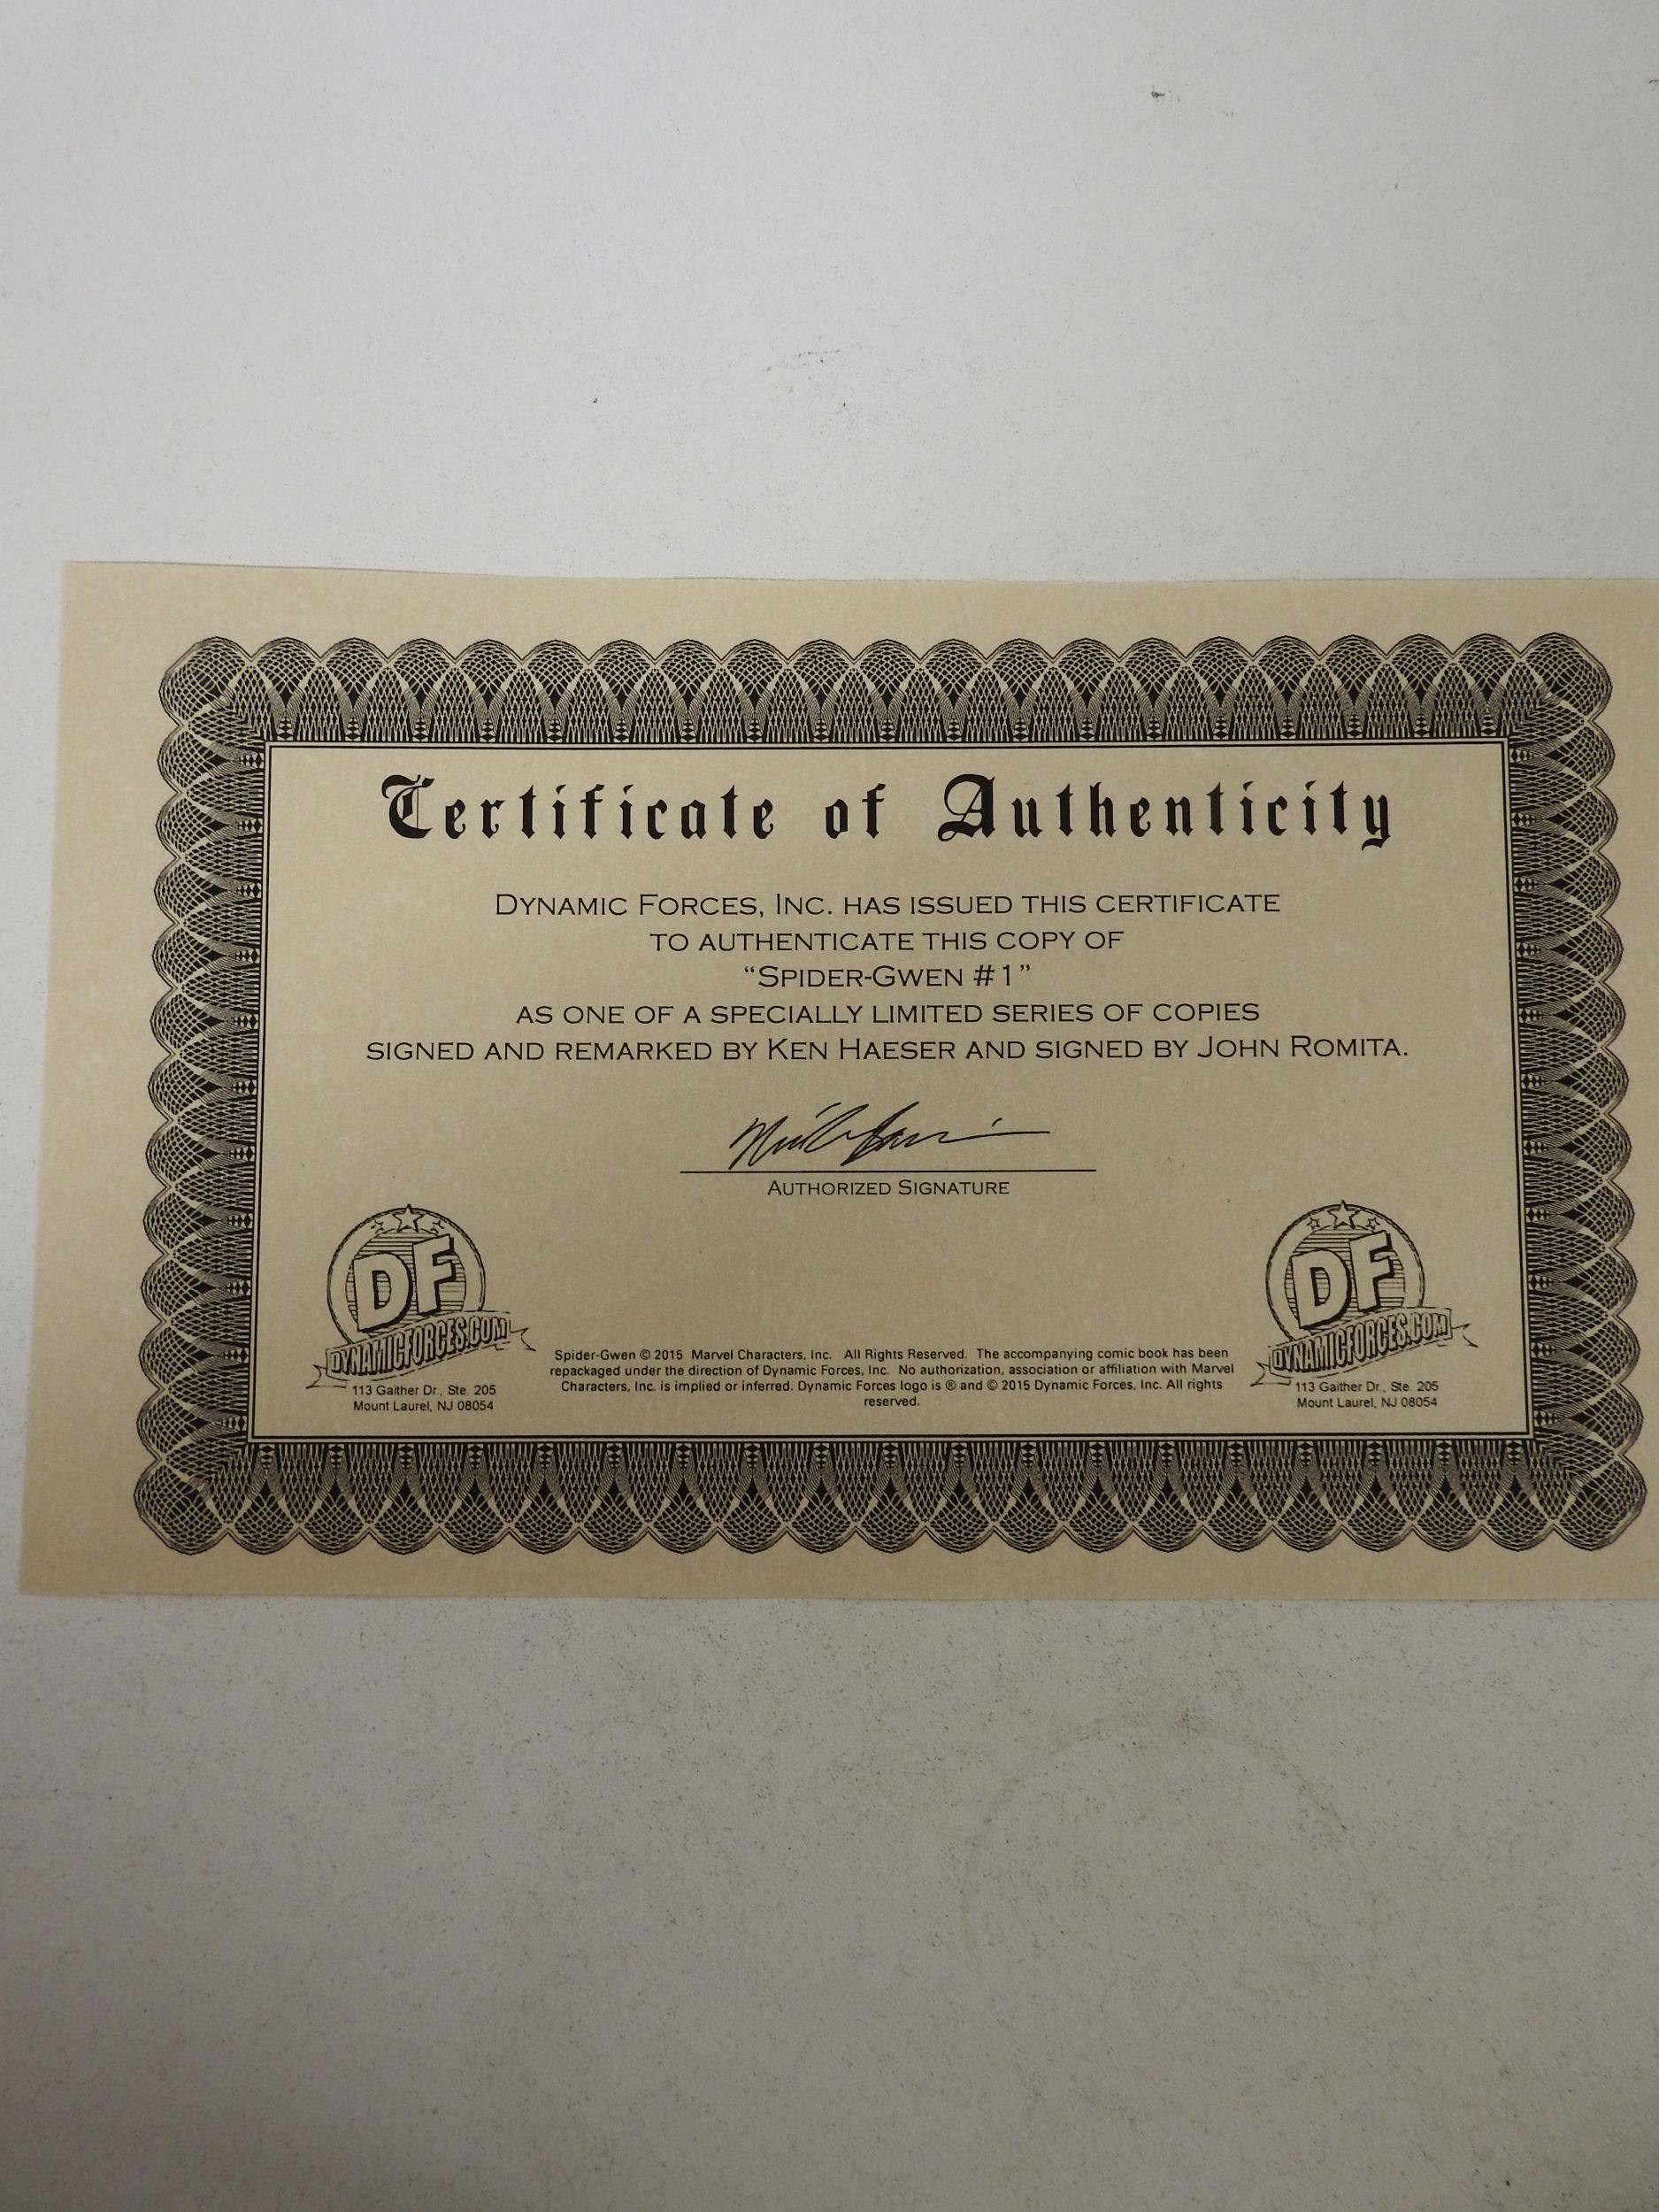 Certificate of Authenticity
DYNAMIC FORCES, INC. HAS ISSUED THIS CERTIFICATE
TO AUTHENTICATE THIS COPY OF
“SPIDER-GWEN #1”
AS ONE OF A SPECIALLY LIMITED SERIES OF COPIES
SIGNED AND REMARKED BY KEN HAESER AND SIGNED BY JOHN ROMITA.
AUTHORIZED SIGNATURE
DF
DYNAMICFORCES.COM
113 Gaither Dr., Ste. 205
Mount Laurel, NJ 08054
Spider-Gwen © 2015 Marvel Characters, Inc. All Rights Reserved. The accompanying comic book has been
repackaged under the direction of Dynamic Forces, Inc. No authorization, association or affiliation with Marvel
Characters, Inc. is implied or inferred. Dynamic Forces logo is ® and © 2015 Dynamic Forces, Inc. All rights
reserved.
DF
DYNAMICFORCES.COM
113 Gaither Dr., Ste. 205
Mount Laurel, NJ 08054